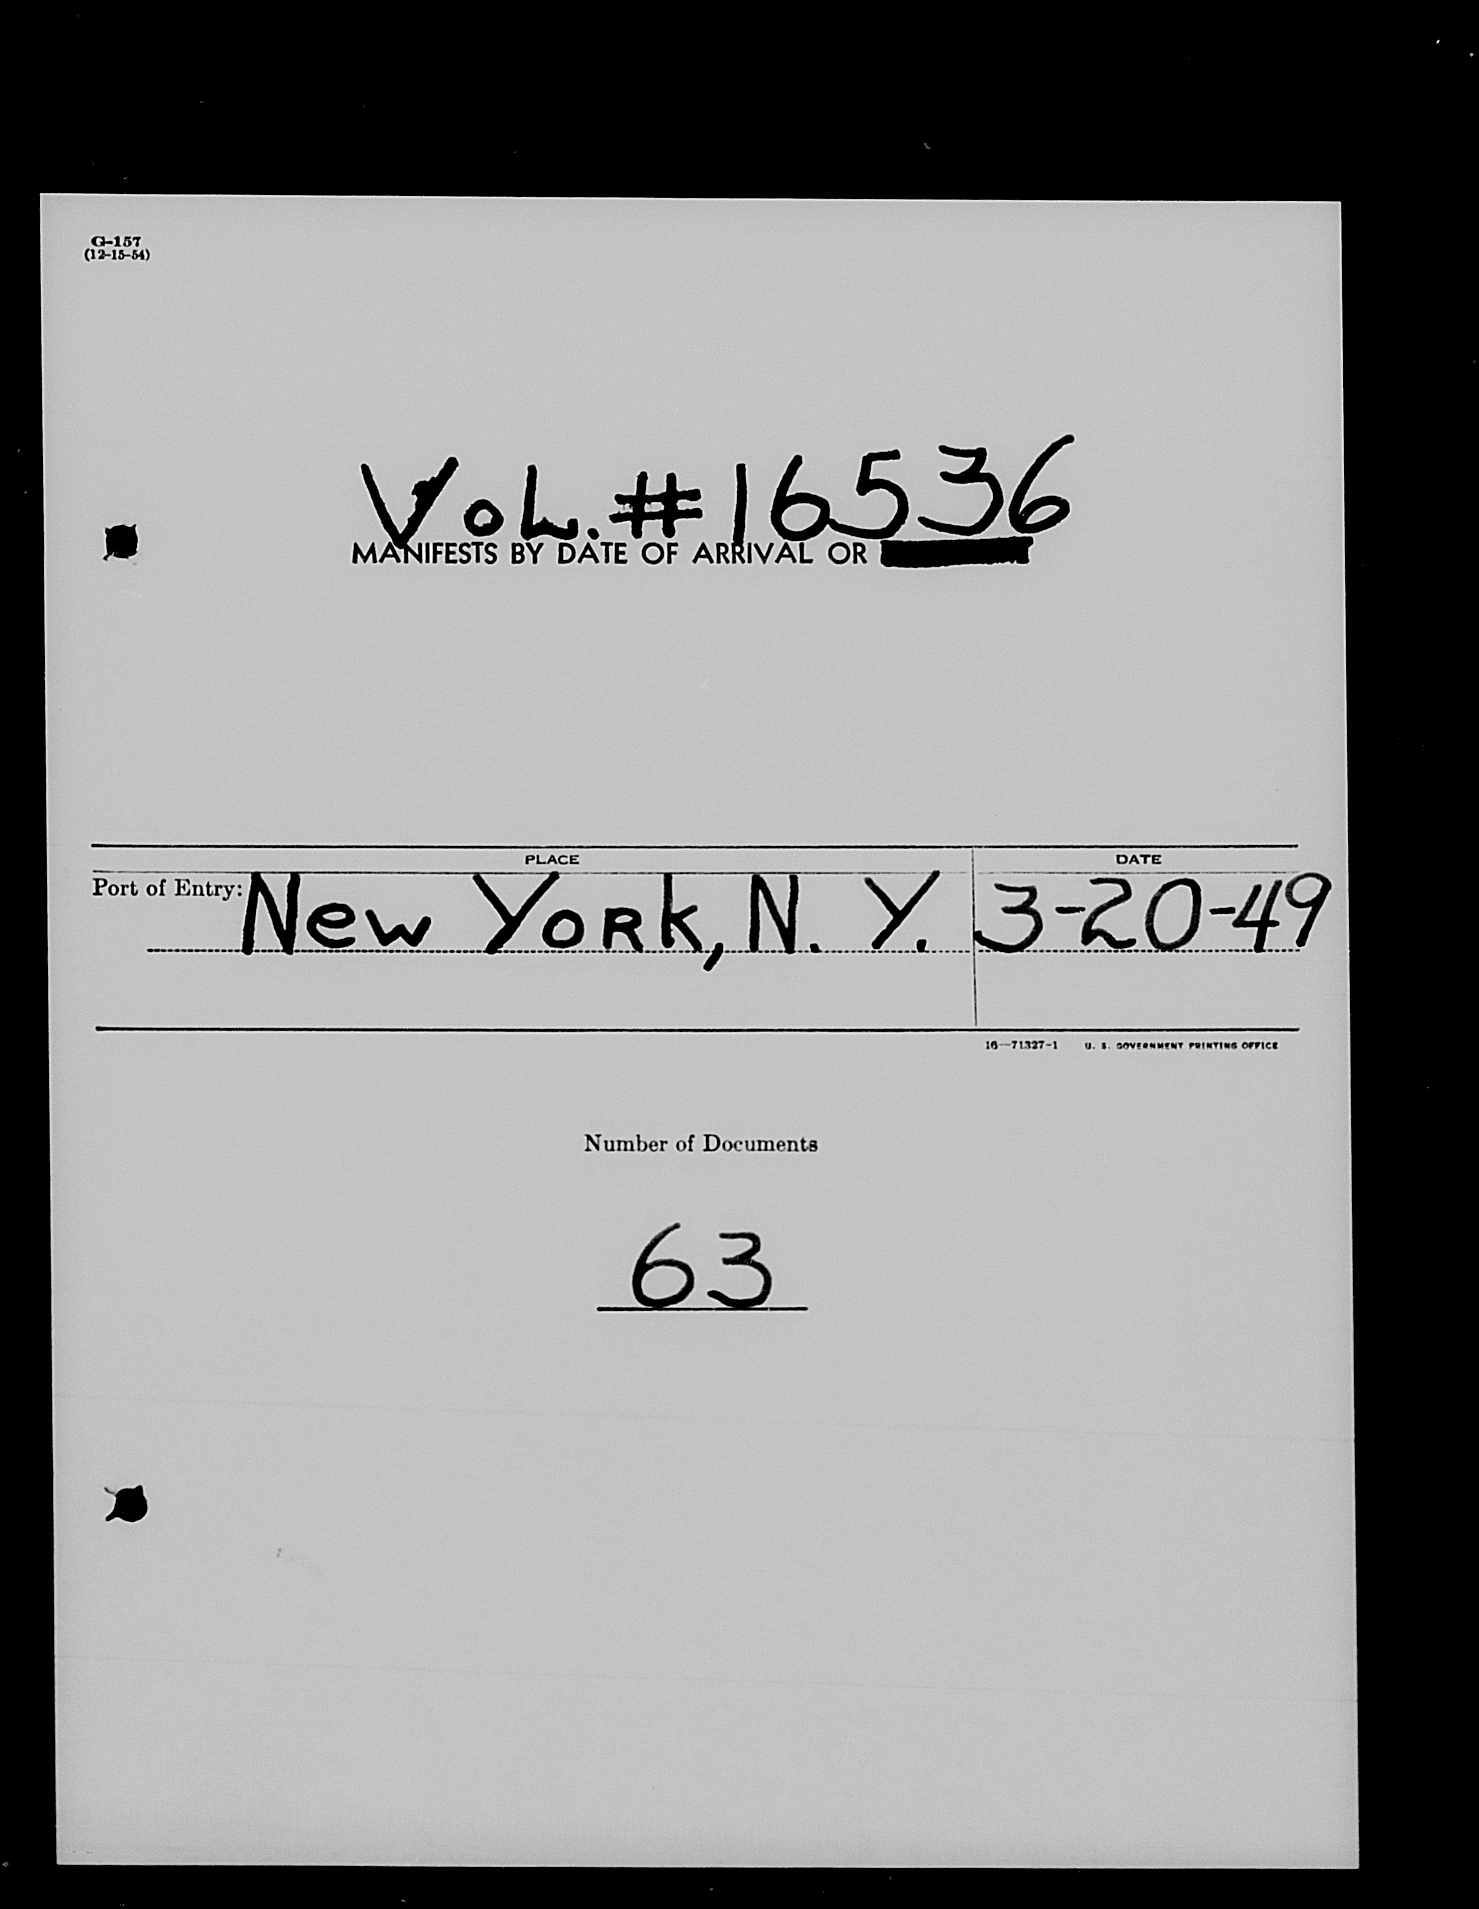 G-157
(12-15-54)
Vol. #16536
MANIFESTS BY DATE OF ARRIVAL OR
PLACE
DATE
Port of Entry: New York, N. Y. 3-20-49
16—71327-1 U. S. GOVERNMENT PRINTING OFFICE
Number of Documents
63